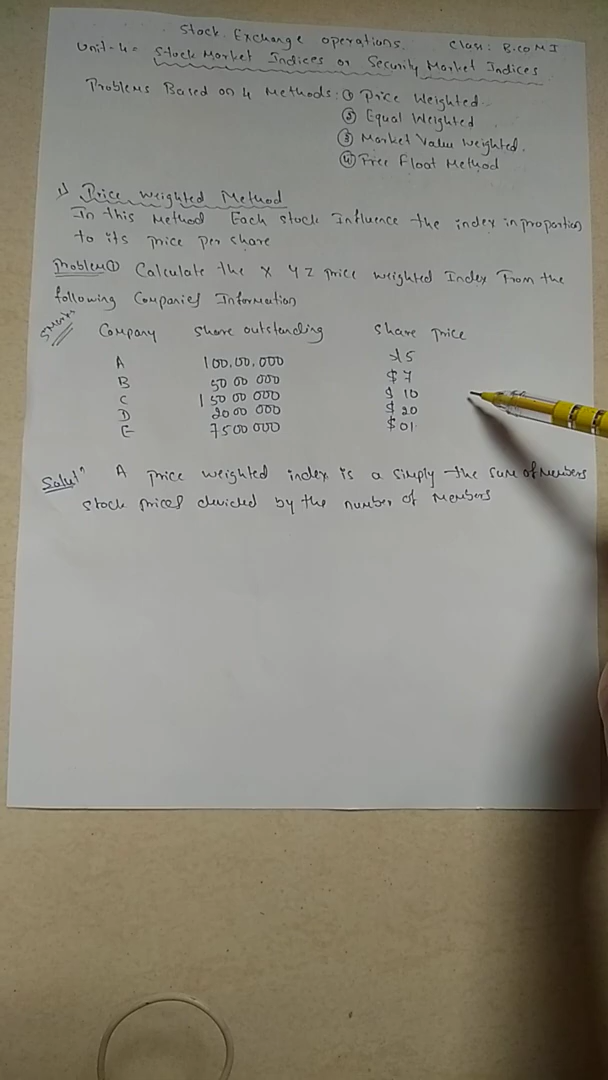 Stock Exchange operations. Class: B.Com I
Unit-4= Stock Market Indices or Security Market Indices
Problems Based on 4 Methods: ① Price Weighted
② Equal Weighted
③ Market Value Weighted.
④ Free Float Method
1) Price Weighted Method
In this Method Each stock Influence the index in proportion
to its price per share
Problem① Calculate the X Y Z price weighted Index From the
following Companies Information
Company Share outstanding Share price
A 100,00,000 5
B 50 00 000 $ 7
C 1 50 00 000 $ 10
D 20 00 000 $ 20
E 75 00 000 $ 01
Solutn A price weighted index is a simply the sum of Members
stock prices devided by the number of Members